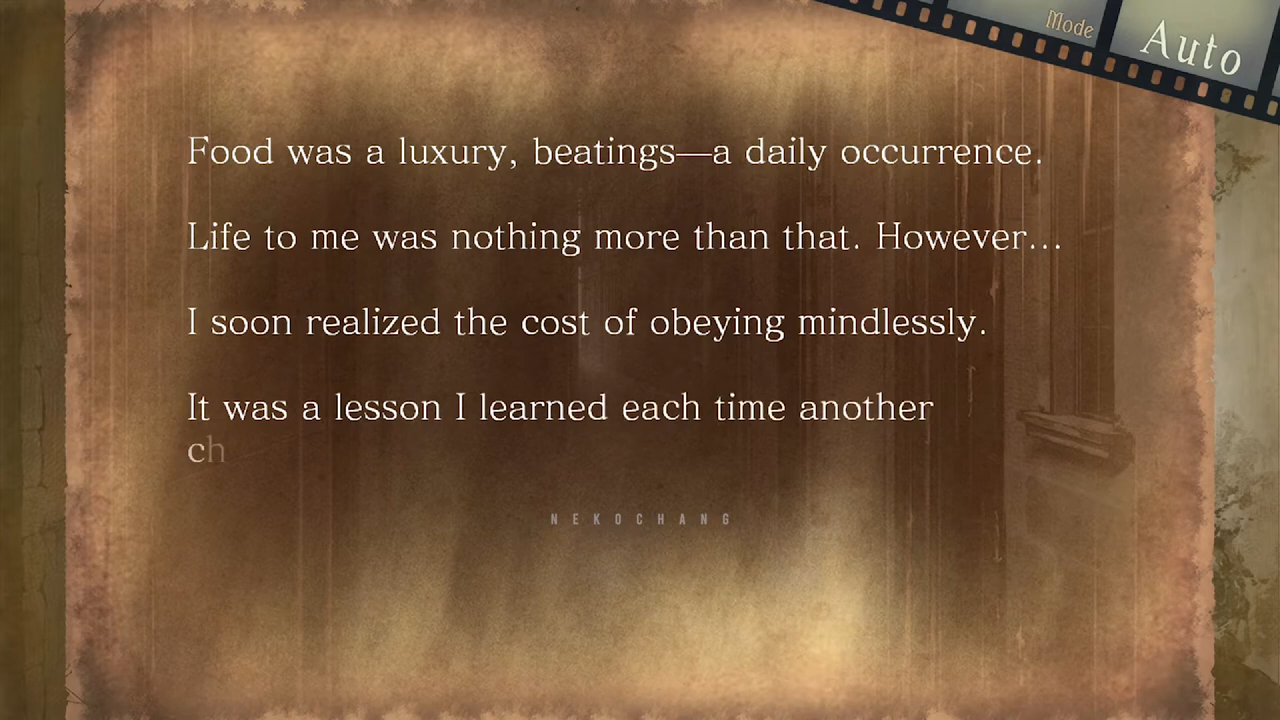 Mode
Auto
Food was a luxury, beatings—a daily occurrence.
Life to me was nothing more than that. However...
I soon realized the cost of obeying mindlessly.
It was a lesson I learned each time another
ch
NEKOCHANG